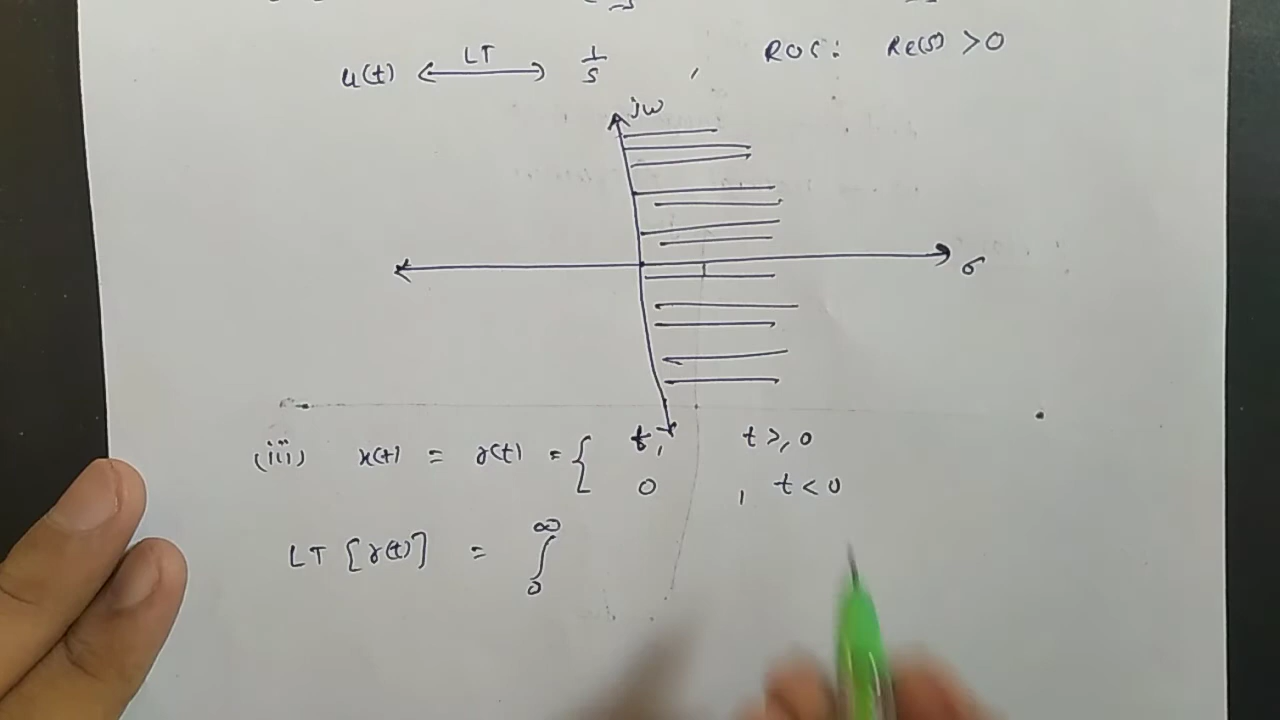 u(t) ⟷ LT 1/s , ROC: Re(s) > 0
jω
σ
(iii) x(t) = r(t) = { t, t ≥ 0
0 , t < 0
LT [r(t)] = ∫₀^∞